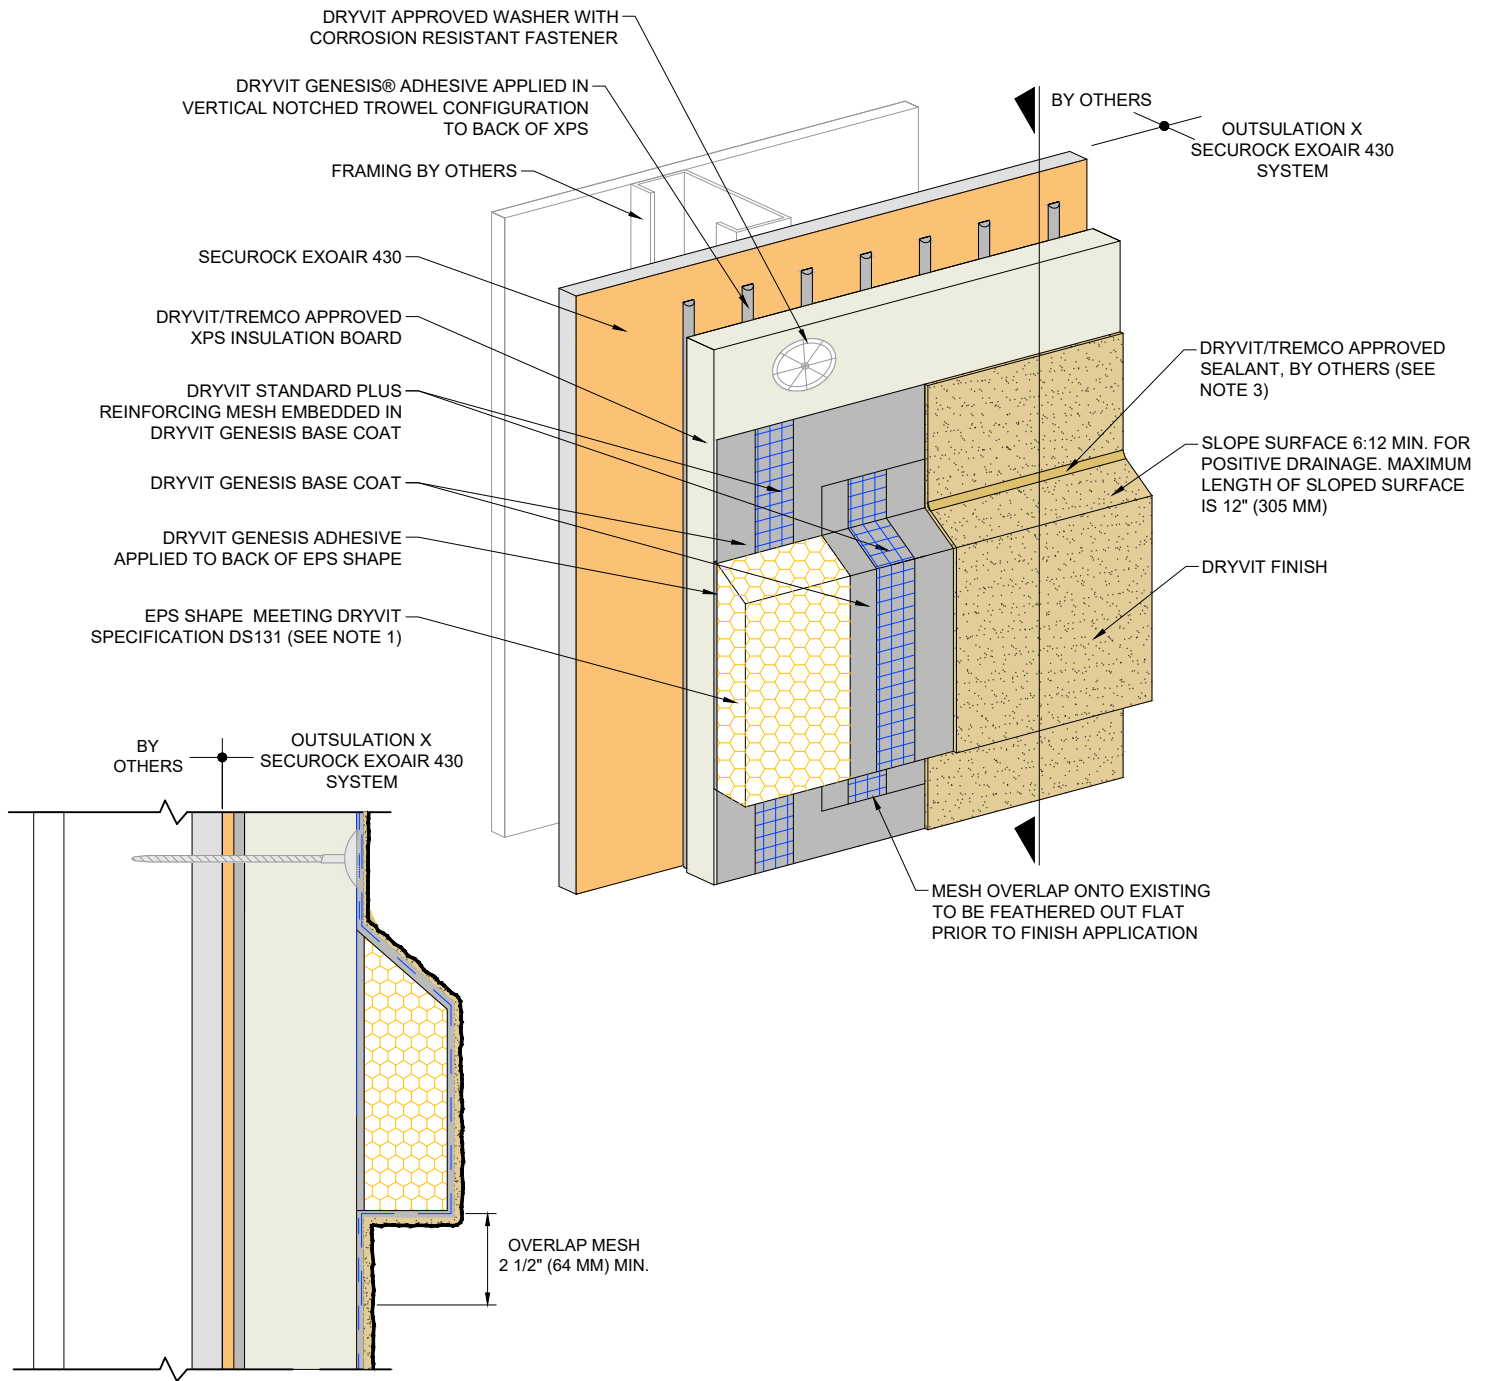 DRYVIT APPROVED WASHER WITH
CORROSION RESISTANT FASTENER
DRYVIT GENESIS® ADHESIVE APPLIED IN
VERTICAL NOTCHED TROWEL CONFIGURATION
TO BACK OF XPS
FRAMING BY OTHERS
SECUROCK EXOAIR 430
DRYVIT/TREMCO APPROVED
XPS INSULATION BOARD
DRYVIT STANDARD PLUS
REINFORCING MESH EMBEDDED IN
DRYVIT GENESIS BASE COAT
DRYVIT GENESIS BASE COAT
DRYVIT GENESIS ADHESIVE
APPLIED TO BACK OF EPS SHAPE
EPS SHAPE MEETING DRYVIT
SPECIFICATION DS131 (SEE NOTE 1)
BY OTHERS
OUTSULATION X
SECUROCK EXOAIR 430
SYSTEM
DRYVIT/TREMCO APPROVED
SEALANT, BY OTHERS (SEE
NOTE 3)
SLOPE SURFACE 6:12 MIN. FOR
POSITIVE DRAINAGE. MAXIMUM
LENGTH OF SLOPED SURFACE
IS 12" (305 MM)
DRYVIT FINISH
MESH OVERLAP ONTO EXISTING
TO BE FEATHERED OUT FLAT
PRIOR TO FINISH APPLICATION
BY
OTHERS
OUTSULATION X
SECUROCK EXOAIR 430
SYSTEM
OVERLAP MESH
2 1/2" (64 MM) MIN.